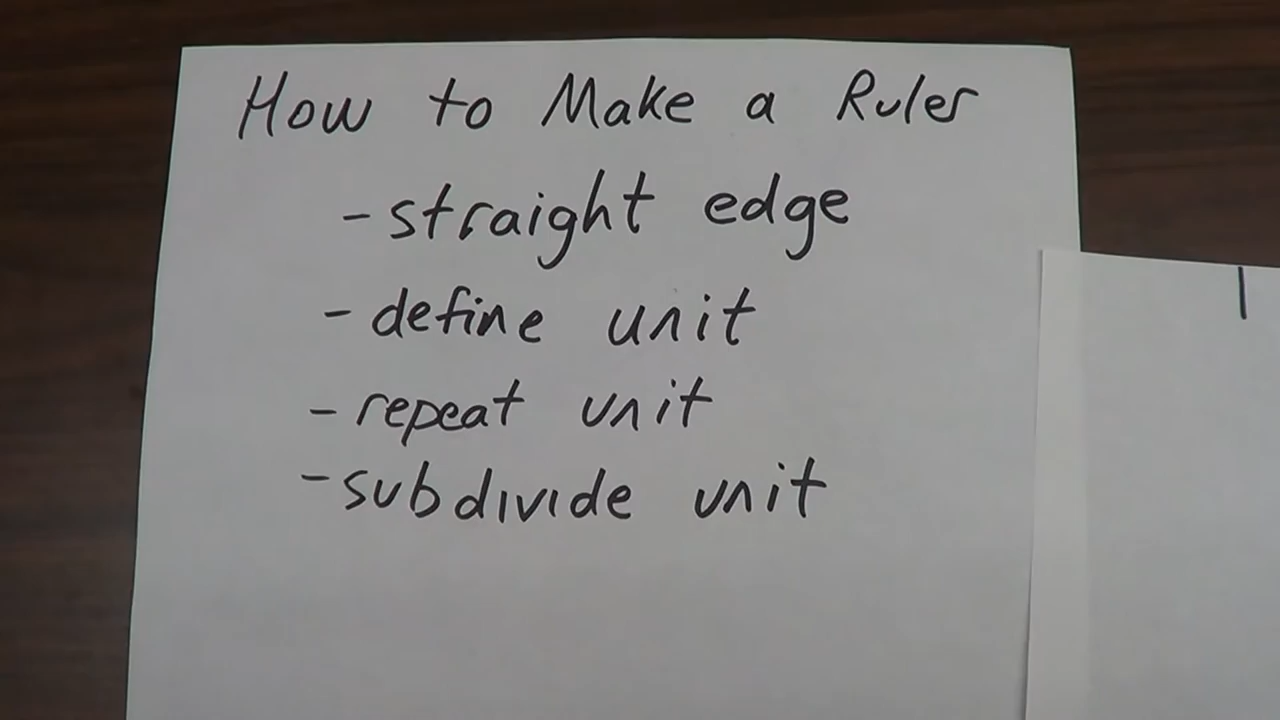 How to Make a Ruler
- straight edge
- define unit
- repeat unit
- subdivide unit